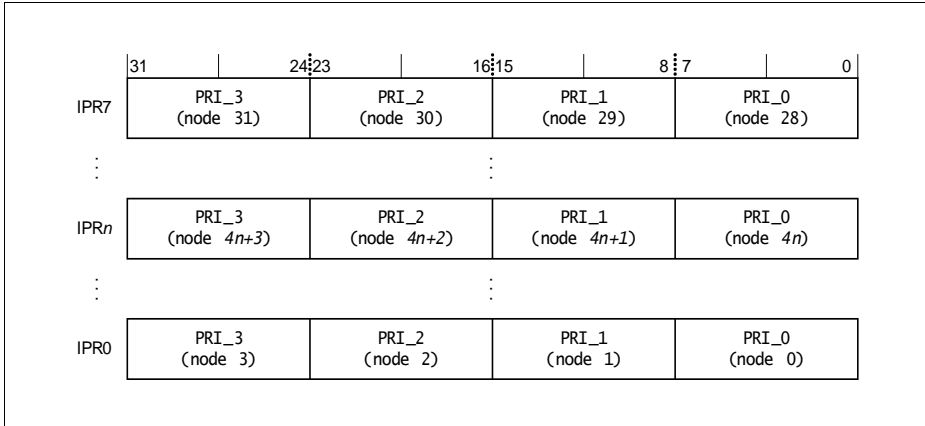 31 24 23 16 15 8 7 0
IPR7 PRI_3 PRI_2 PRI_1 PRI_0
(node 31) (node 30) (node 29) (node 28)
IPRn PRI_3 PRI_2 PRI_1 PRI_0
(node 4n+3) (node 4n+2) (node 4n+1) (node 4n)
IPR0 PRI_3 PRI_2 PRI_1 PRI_0
(node 3) (node 2) (node 1) (node 0)